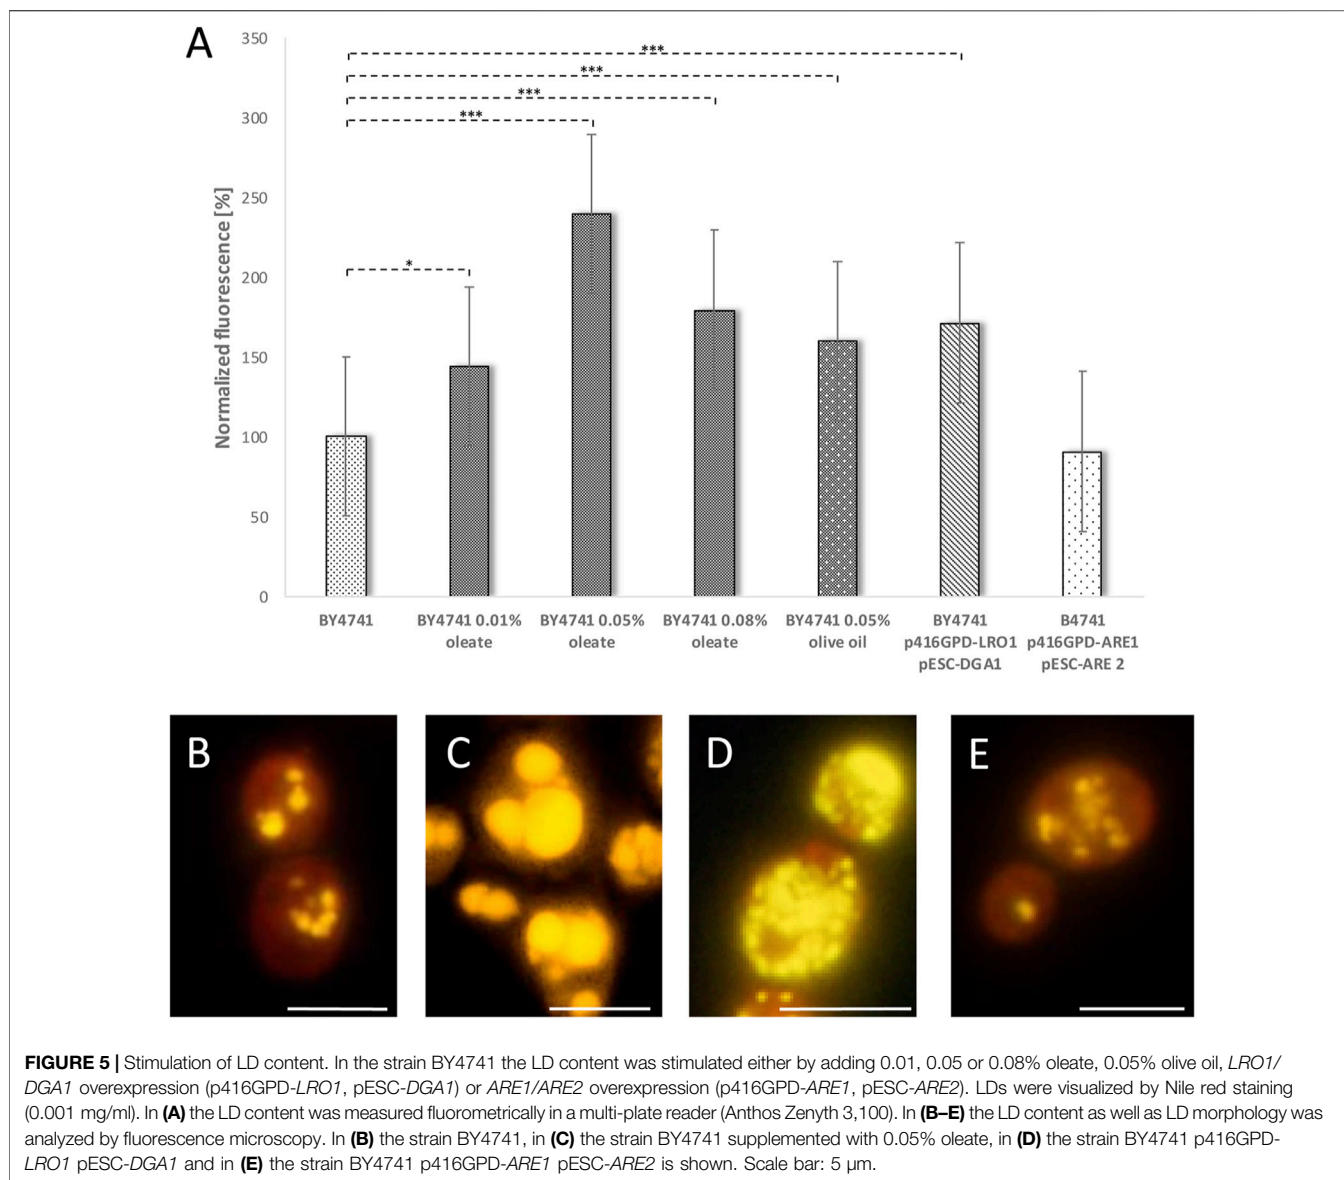 A
350
300
250
200
150
100
50
0
Normalized fluorescence [%]
***
***
***
***
*
BY4741
BY4741 0.01%
oleate
BY4741 0.05%
oleate
BY4741 0.08%
oleate
BY4741 0.05%
olive oil
BY4741
p416GPD-LRO1
pESC-DGA1
B4741
p416GPD-ARE1
pESC-ARE 2
B
C
D
E
FIGURE 5 | Stimulation of LD content. In the strain BY4741 the LD content was stimulated either by adding 0.01, 0.05 or 0.08% oleate, 0.05% olive oil, LRO1/
DGA1 overexpression (p416GPD-LRO1, pESC-DGA1) or ARE1/ARE2 overexpression (p416GPD-ARE1, pESC-ARE2). LDs were visualized by Nile red staining
(0.001 mg/ml). In (A) the LD content was measured fluorometrically in a multi-plate reader (Anthos Zenyth 3,100). In (B–E) the LD content as well as LD morphology was
analyzed by fluorescence microscopy. In (B) the strain BY4741, in (C) the strain BY4741 supplemented with 0.05% oleate, in (D) the strain BY4741 p416GPD-
LRO1 pESC-DGA1 and in (E) the strain BY4741 p416GPD-ARE1 pESC-ARE2 is shown. Scale bar: 5 µm.